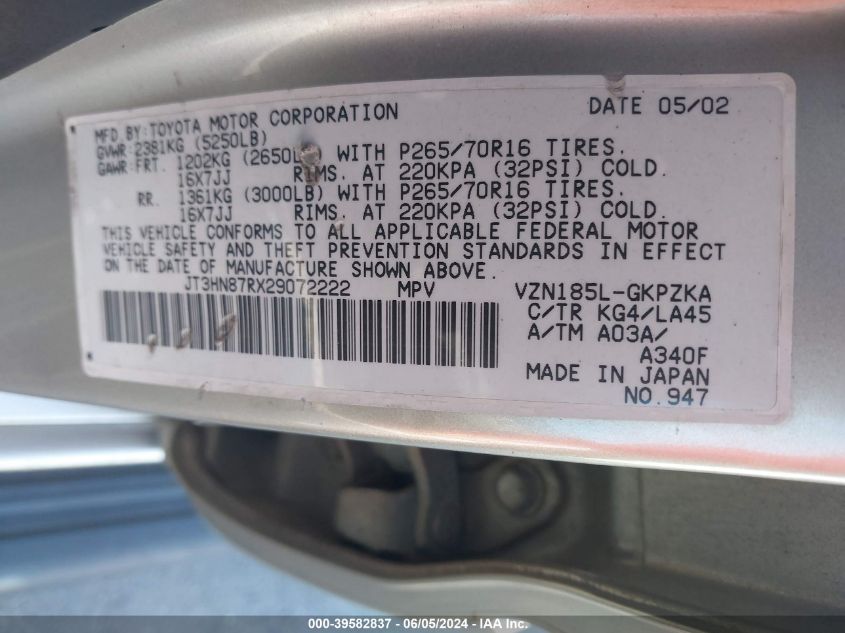 MFD.BY:TOYOTA MOTOR CORPORATION DATE 05/02
GVWR:2381KG (5250LB)
GAWR:FRT. 1202KG (2650L WITH P265/70R16 TIRES.
16X7JJ RIMS. AT 220KPA (32PSI) COLD.
RR. 1361KG (3000LB) WITH P265/70R16 TIRES.
16X7JJ RIMS. AT 220KPA (32PSI) COLD.
THIS VEHICLE CONFORMS TO ALL APPLICABLE FEDERAL MOTOR
VEHICLE SAFETY AND THEFT PREVENTION STANDARDS IN EFFECT
ON THE DATE OF MANUFACTURE SHOWN ABOVE.
JT3HN87RX29072222 MPV VZN185L-GKPZKA
C/TR KG4/LA45
A/TM A03A/
A340F
MADE IN JAPAN
NO.947
000-39582837 - 06/05/2024 - IAA Inc.